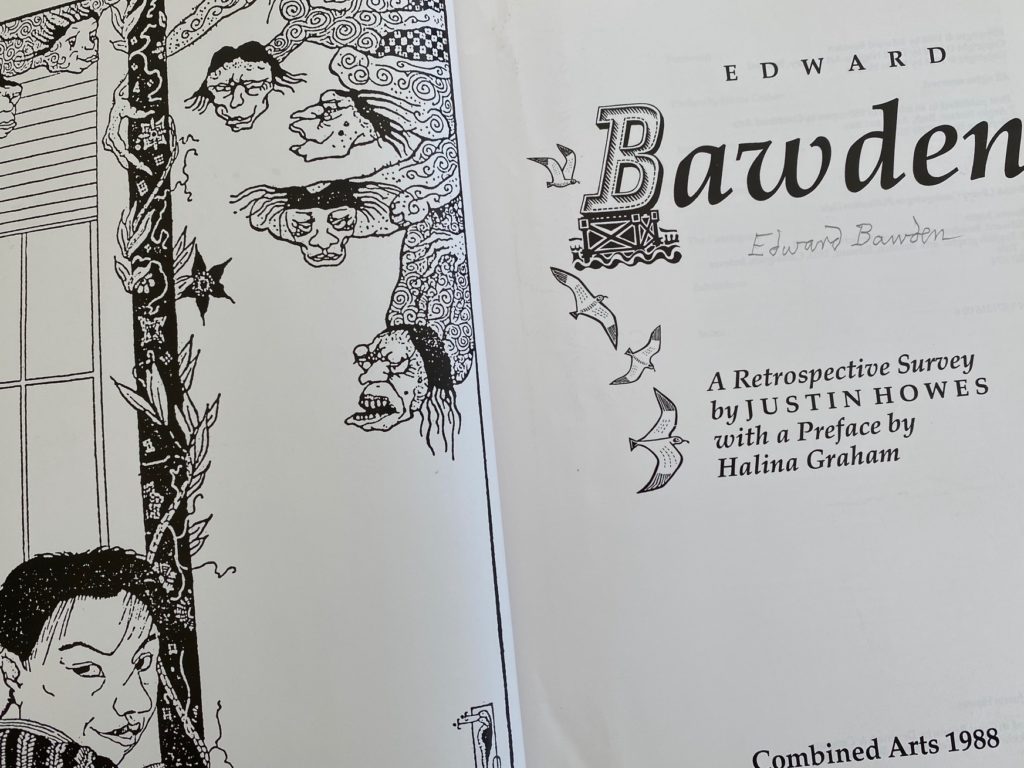 EDWARD
Bawden
Edward Bawden
A Retrospective Survey
by JUSTIN HOWES
with a Preface by
Halina Graham
Combined Arts 1988